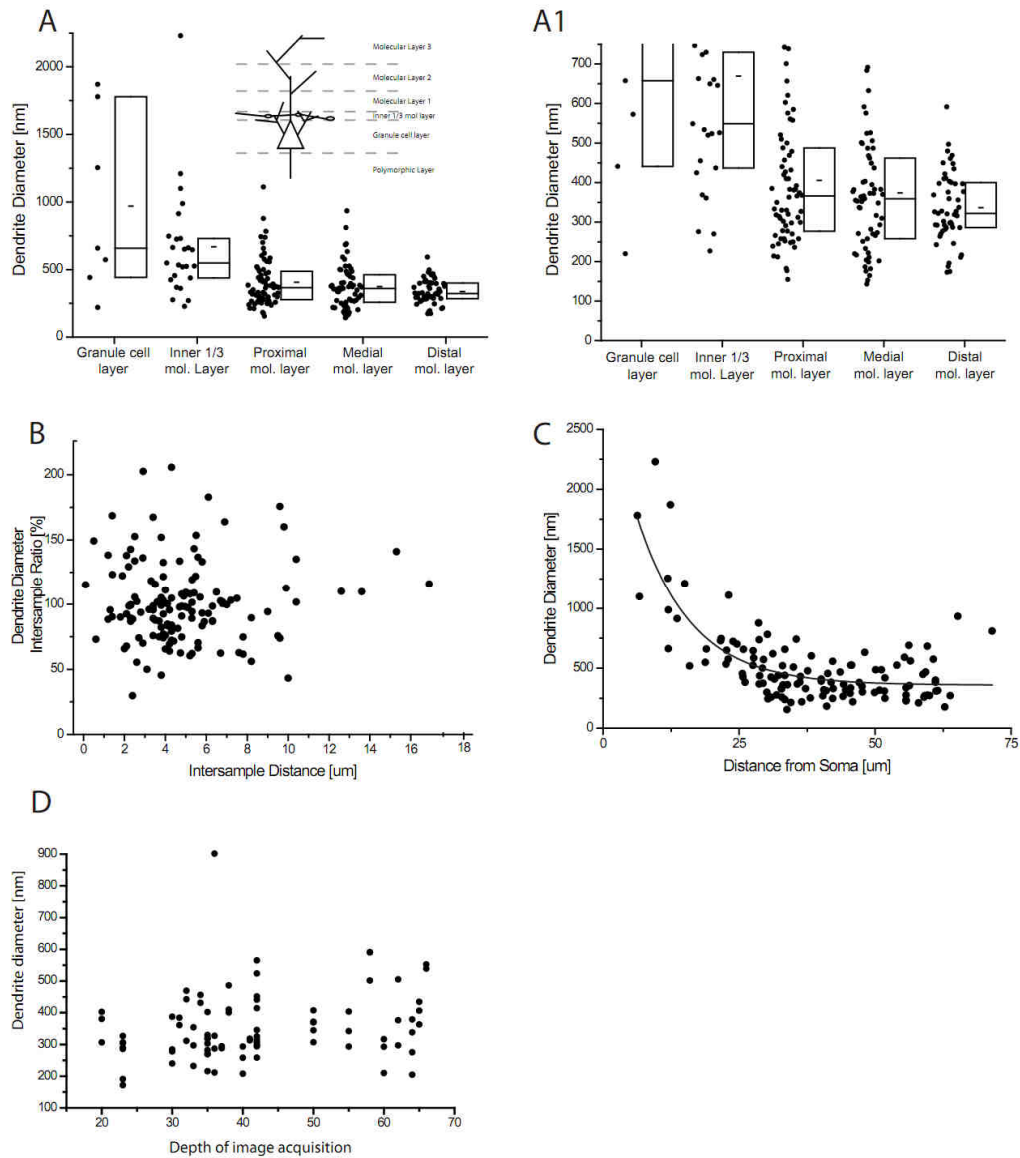 A
Dendrite Diameter [nm]
2000
1500
1000
500
0
Molecular Layer 3
Molecular Layer 2
Molecular Layer 1
Inner 1/3 mol layer
Granule cell layer
Polymorphic Layer
Granule cell
layer
Inner 1/3
mol. Layer
Proximal
mol. layer
Medial
mol. layer
Distal
mol. layer
A1
Dendrite Diameter [nm]
700
600
500
400
300
200
100
0
Granule cell
layer
Inner 1/3
mol. Layer
Proximal
mol. layer
Medial
mol. layer
Distal
mol. layer
B
Dendrite Diameter
Intersample Ratio [%]
200
150
100
50
0
0 2 4 6 8 10 12 14 16 18
Intersample Distance [um]
C
Dendrite Diameter [nm]
2500
2000
1500
1000
500
0
0 25 50 75
Distance from Soma [um]
D
Dendrite diameter [nm]
900
800
700
600
500
400
300
200
100
20 30 40 50 60 70
Depth of image acquisition